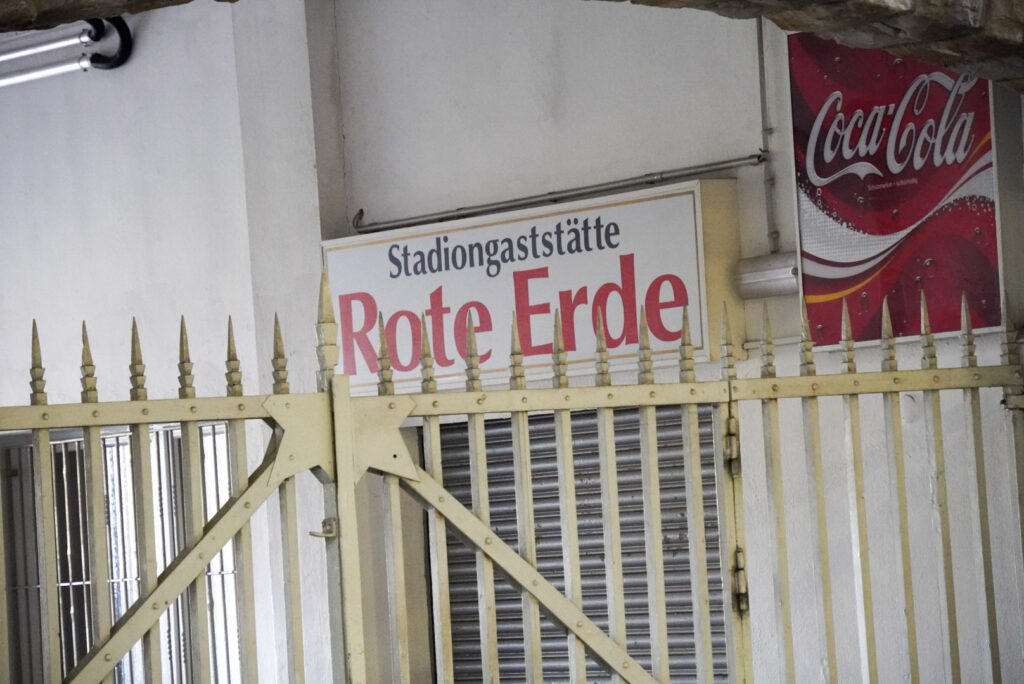 Stadiongaststätte
Rote Erde
Coca-Cola